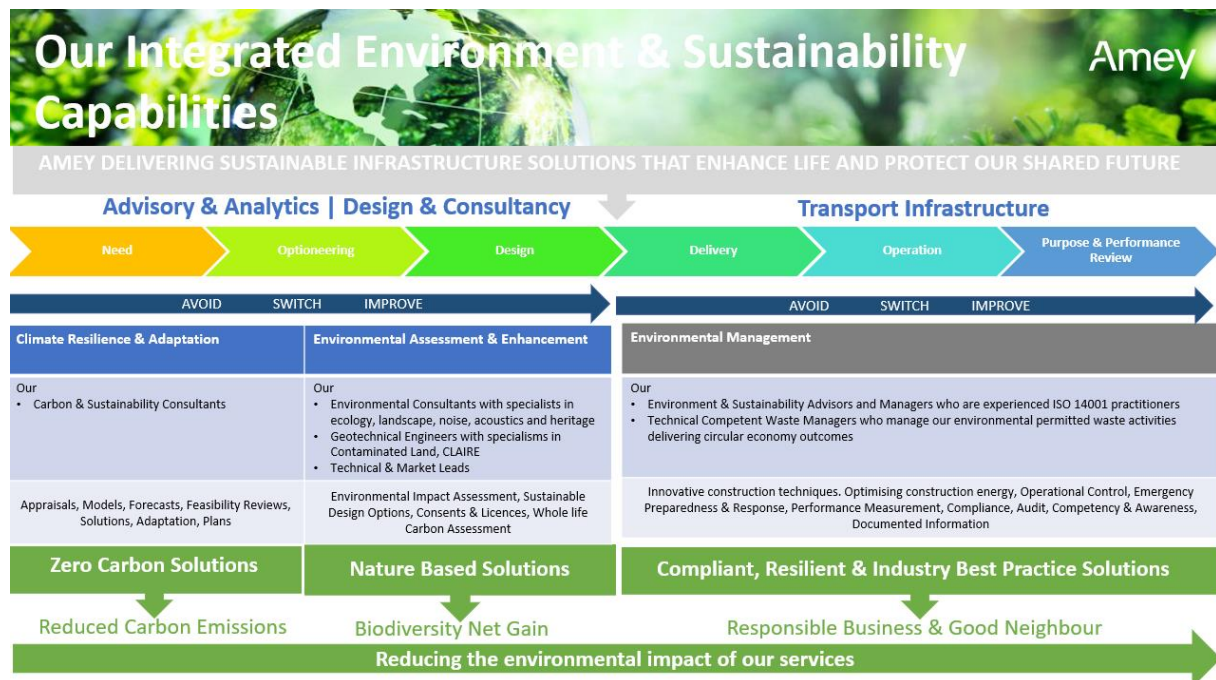 Our Integrated Environment & Sustainability
Capabilities
Amey
AMEY DELIVERING SUSTAINABLE INFRASTRUCTURE SOLUTIONS THAT ENHANCE LIFE AND PROTECT OUR SHARED FUTURE
Advisory & Analytics | Design & Consultancy
Transport Infrastructure
Need
Optioneering
Design
Delivery
Operation
Purpose & Performance
Review
AVOID SWITCH IMPROVE
AVOID SWITCH IMPROVE
Climate Resilience & Adaptation
Our
• Carbon & Sustainability Consultants
Appraisals, Models, Forecasts, Feasibility Reviews,
Solutions, Adaptation, Plans
Zero Carbon Solutions
Reduced Carbon Emissions
Environmental Assessment & Enhancement
Our
• Environmental Consultants with specialists in
ecology, landscape, noise, acoustics and heritage
• Geotechnical Engineers with specialisms in
Contaminated Land, CLAIRE
• Technical & Market Leads
Environmental Impact Assessment, Sustainable
Design Options, Consents & Licences, Whole life
Carbon Assessment
Nature Based Solutions
Biodiversity Net Gain
Environmental Management
Our
• Environment & Sustainability Advisors and Managers who are experienced ISO 14001 practitioners
• Technical Competent Waste Managers who manage our environmental permitted waste activities
delivering circular economy outcomes
Innovative construction techniques. Optimising construction energy, Operational Control, Emergency
Preparedness & Response, Performance Measurement, Compliance, Audit, Competency & Awareness,
Documented Information
Compliant, Resilient & Industry Best Practice Solutions
Responsible Business & Good Neighbour
Reducing the environmental impact of our services